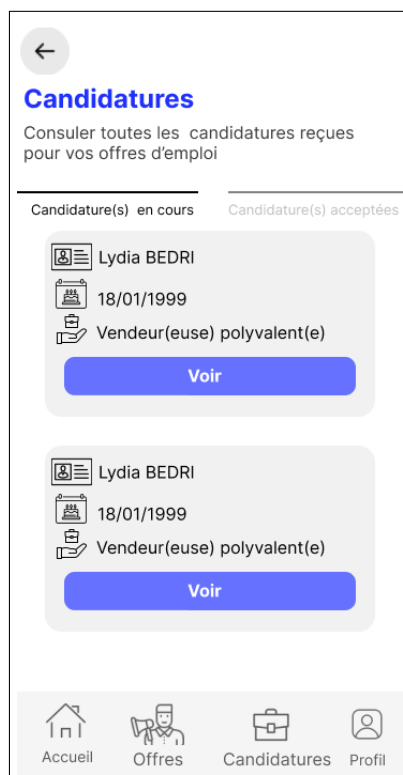 Candidatures
Consuler toutes les candidatures reçues
pour vos offres d'emploi
Candidature(s) en cours
Candidature(s) acceptées
Lydia BEDRI
18/01/1999
Vendeur(euse) polyvalent(e)
Voir
Lydia BEDRI
18/01/1999
Vendeur(euse) polyvalent(e)
Voir
Accueil
Offres
Candidatures
Profil